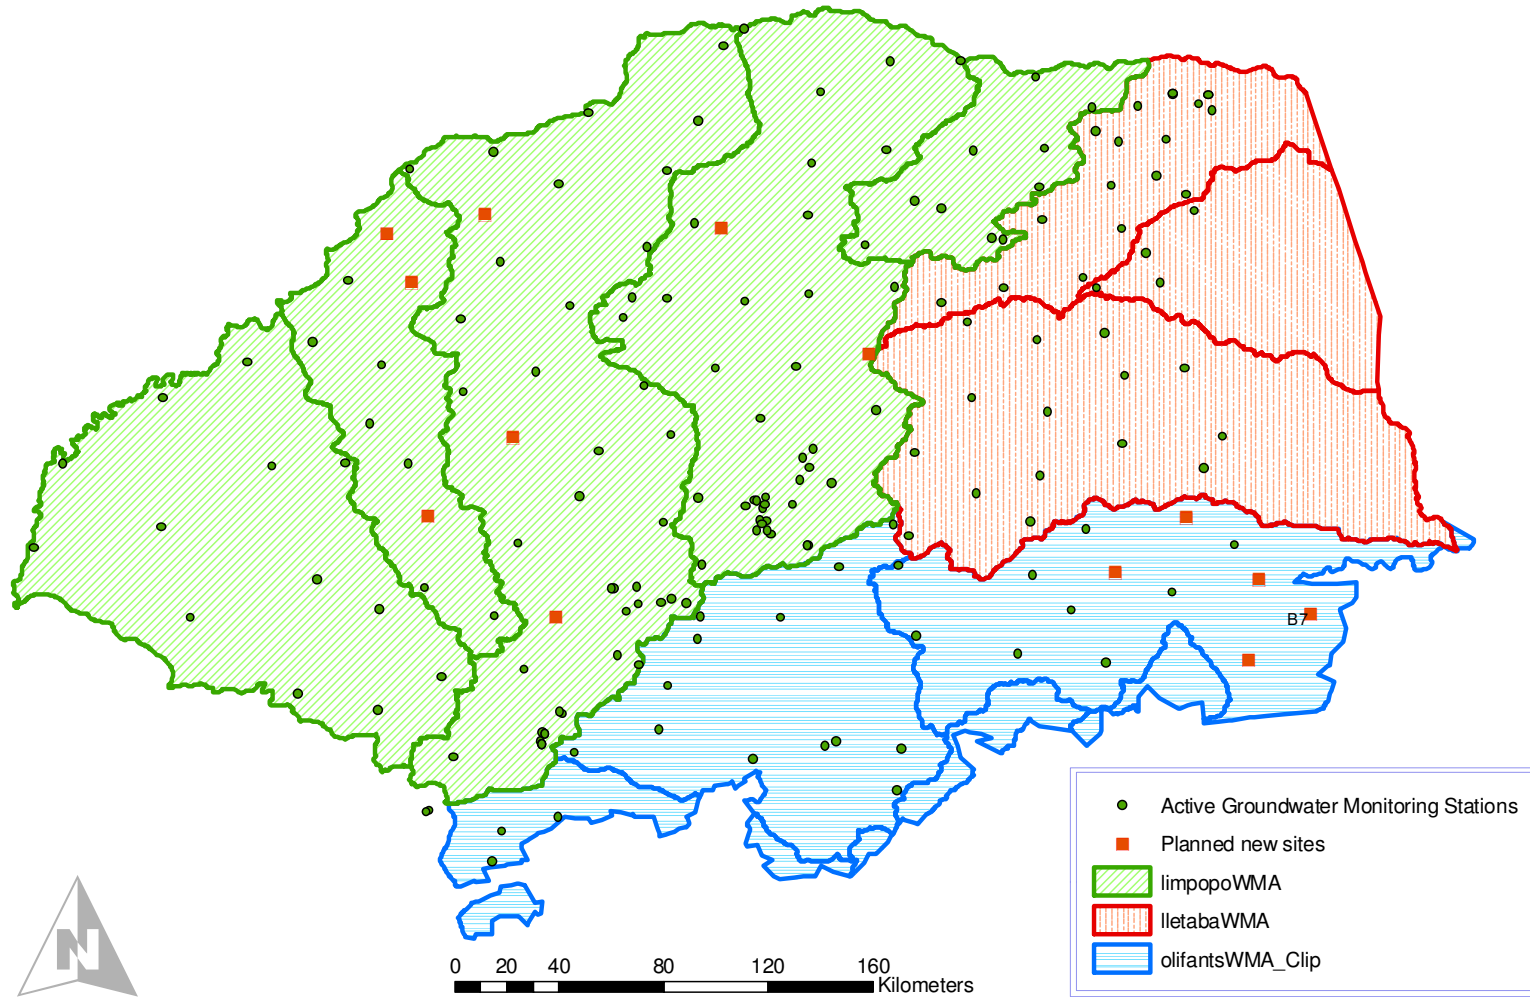 B7
Active Groundwater Monitoring Stations
Planned new sites
limpopoWMA
lletabaWMA
olifantsWMA_Clip
N
0 20 40 80 120 160
Kilometers